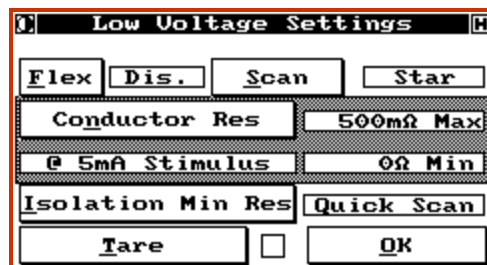 Low Voltage Settings H
Flex Dis. Scan Star
Conductor Res 500mΩ Max
@ 5mA Stimulus 0Ω Min
Isolation Min Res Quick Scan
Tare OK